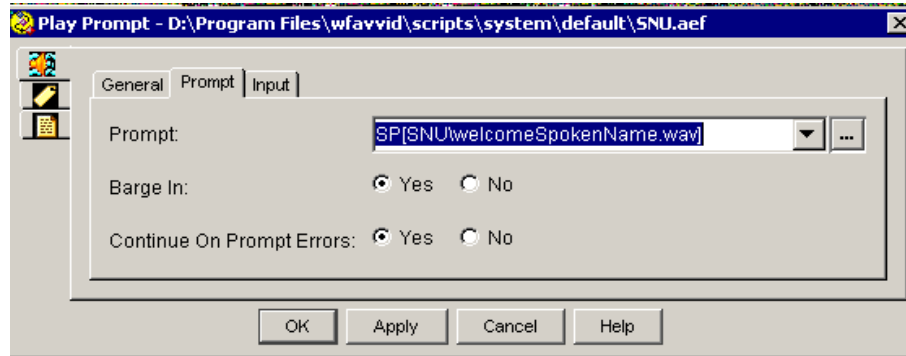 Play Prompt - D:\Program Files\wfavvid\scripts\system\default\SNU.aef
General Prompt Input
Prompt: SP[SNU\welcomeSpokenName.wav] ...
Barge In: Yes No
Continue On Prompt Errors: Yes No
OK Apply Cancel Help